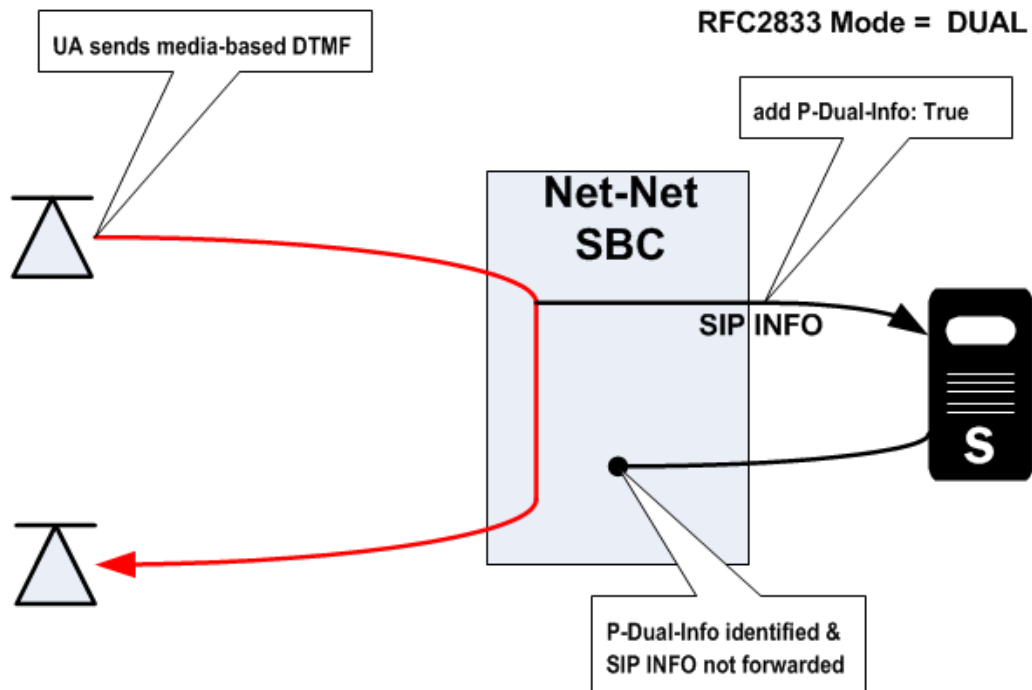 RFC2833 Mode = DUAL
UA sends media-based DTMF
add P-Dual-Info: True
Net-Net
SBC
SIP INFO
S
P-Dual-Info identified &
SIP INFO not forwarded